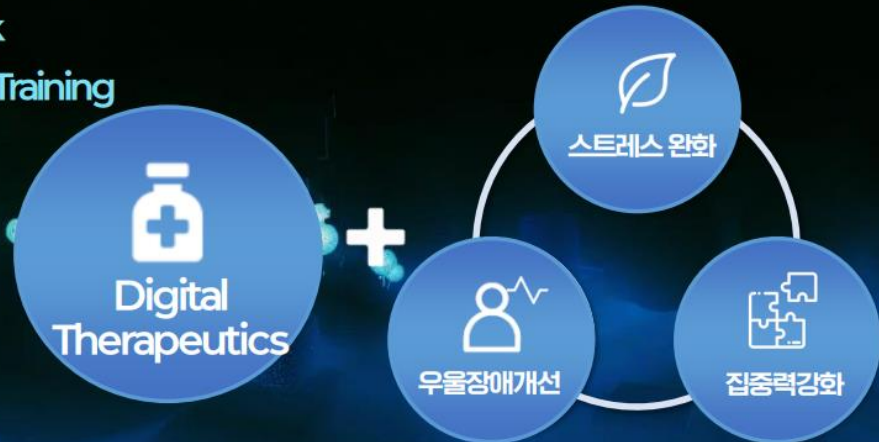 Training
Digital
Therapeutics
스트레스 완화
우울장애개선
집중력강화